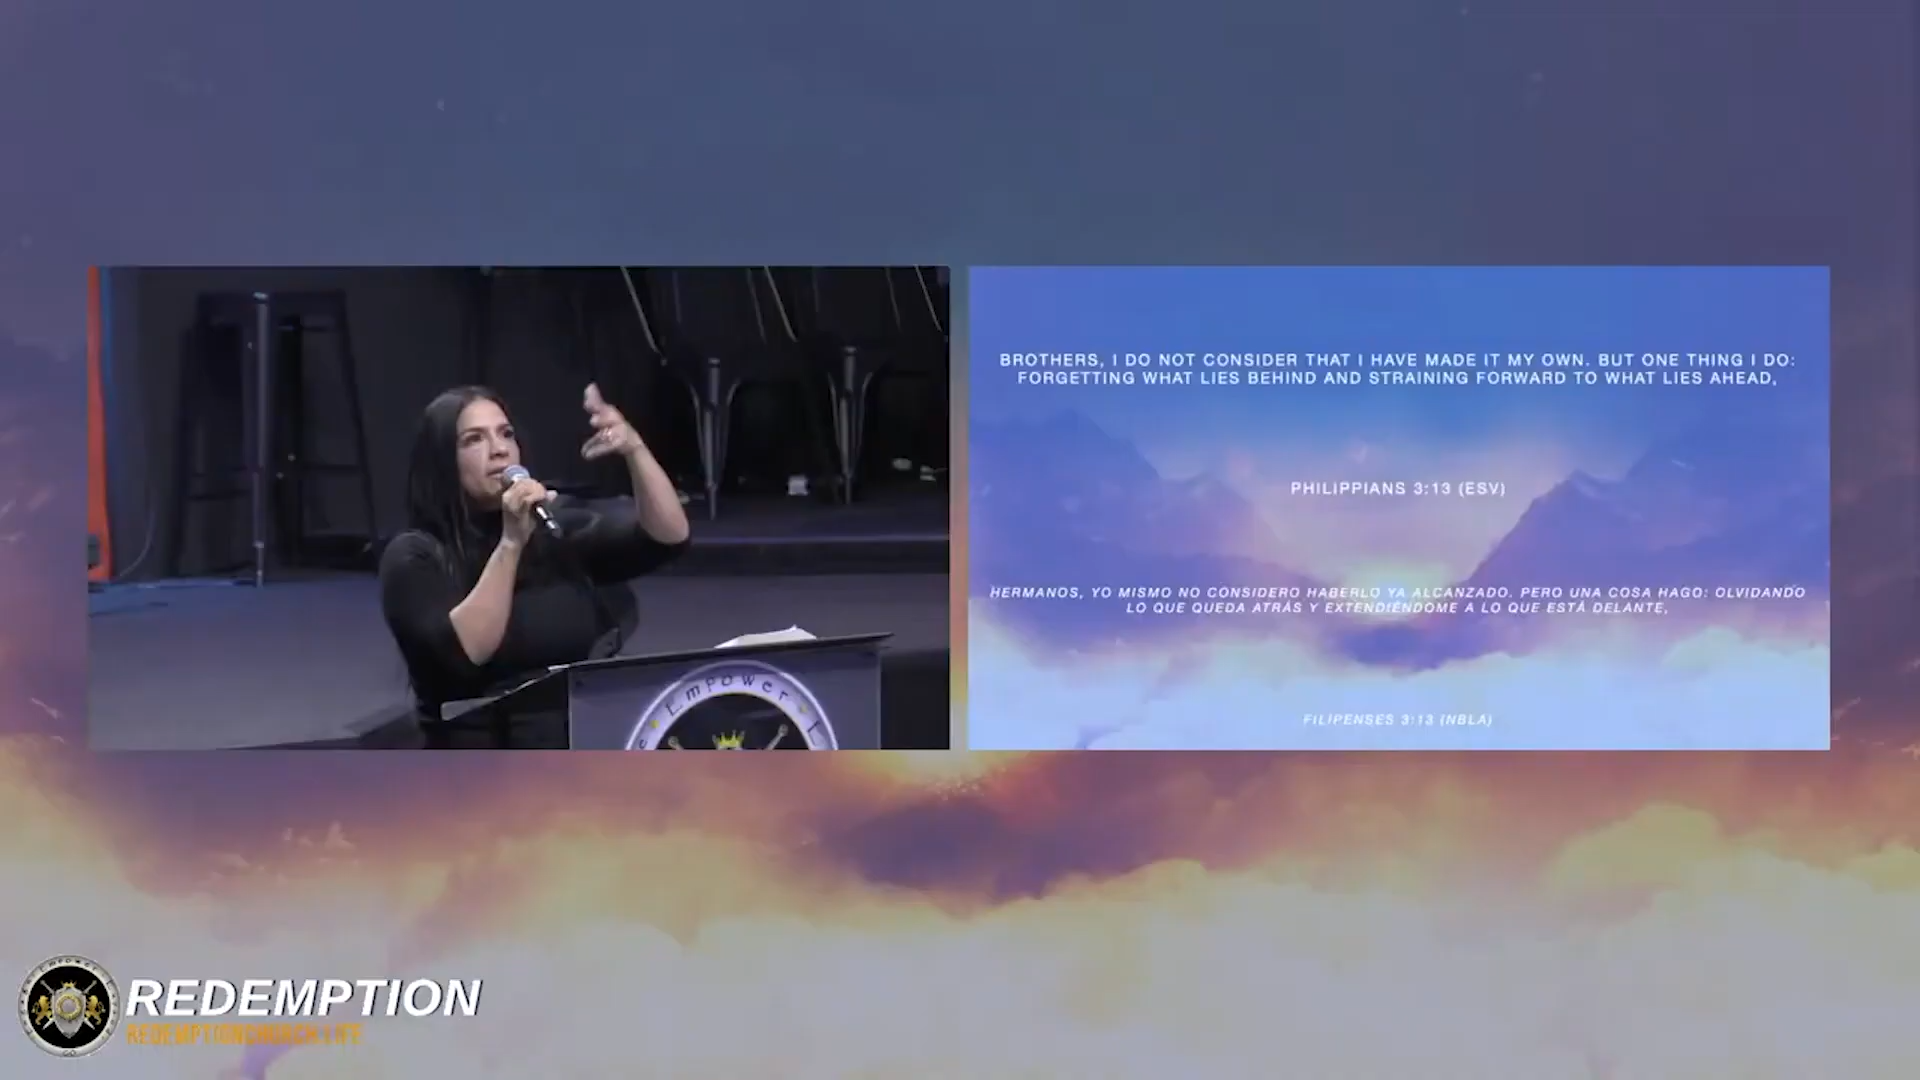 BROTHERS, I DO NOT CONSIDER THAT I HAVE MADE IT MY OWN. BUT ONE THING I DO:
FORGETTING WHAT LIES BEHIND AND STRAINING FORWARD TO WHAT LIES AHEAD,
PHILIPPIANS 3:13 (ESV)
HERMANOS, YO MISMO NO CONSIDERO HABERLO YA ALCANZADO. PERO UNA COSA HAGO: OLVIDANDO
LO QUE QUEDA ATRÁS Y EXTENDIÉNDOME A LO QUE ESTÁ DELANTE,
FILIPENSES 3:13 (NBLA)
Empower
REDEMPTION
REDEMPTIONCHURCH.LIFE